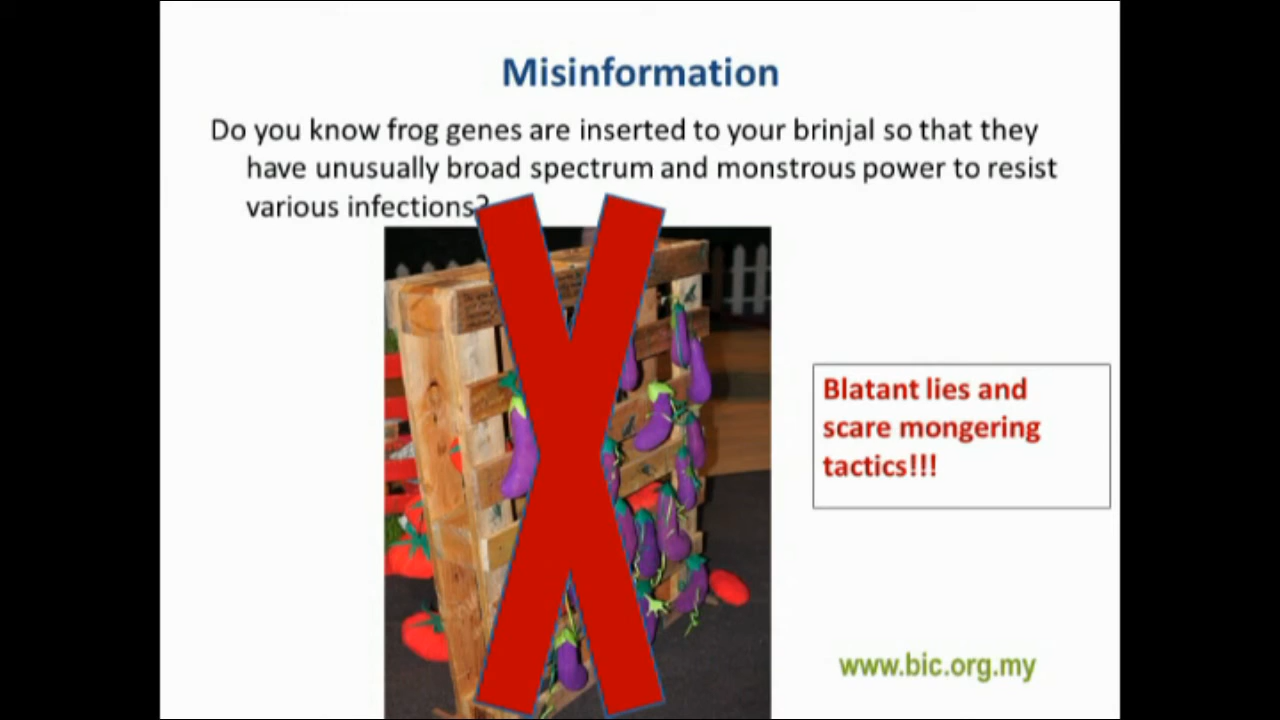 Misinformation
Do you know frog genes are inserted to your brinjal so that they
have unusually broad spectrum and monstrous power to resist
various infections?
Blatant lies and
scare mongering
tactics!!!
www.bic.org.my